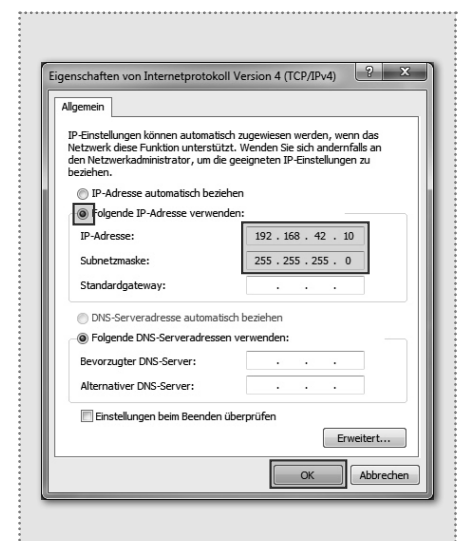 Eigenschaften von Internetprotokoll Version 4 (TCP/IPv4)
? X
Allgemein
IP-Einstellungen können automatisch zugewiesen werden, wenn das
Netzwerk diese Funktion unterstützt. Wenden Sie sich andernfalls an
den Netzwerkadministrator, um die geeigneten IP-Einstellungen zu
beziehen.
IP-Adresse automatisch beziehen
Folgende IP-Adresse verwenden:
IP-Adresse: 192 . 168 . 42 . 10
Subnetzmaske: 255 . 255 . 255 . 0
Standardgateway: . . .
DNS-Serveradresse automatisch beziehen
Folgende DNS-Serveradressen verwenden:
Bevorzugter DNS-Server: . . .
Alternativer DNS-Server: . . .
Einstellungen beim Beenden überprüfen
Erweitert...
OK Abbrechen